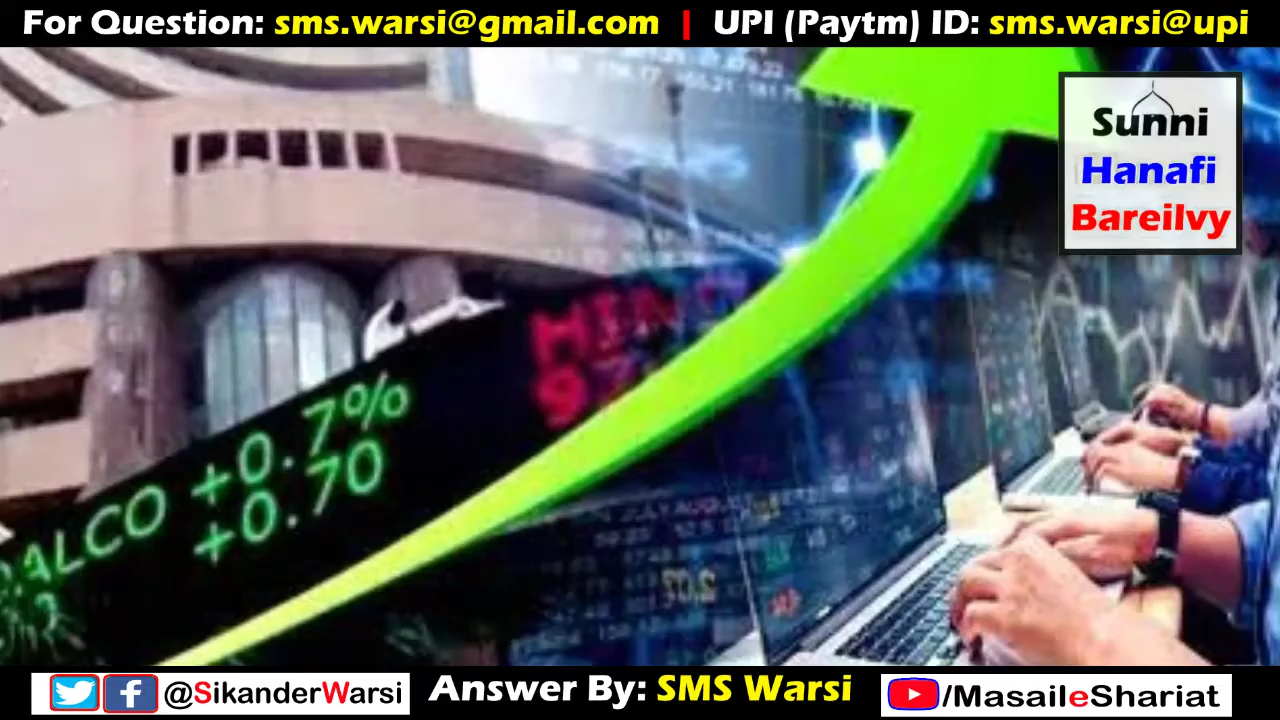 For Question: sms.warsi@gmail.com | UPI (Paytm) ID: sms.warsi@upi
Sunni
Hanafi
Bareilvy
+0.7%
ALCO +0.70
@SikanderWarsi
Answer By: SMS Warsi
/MasaileShariat